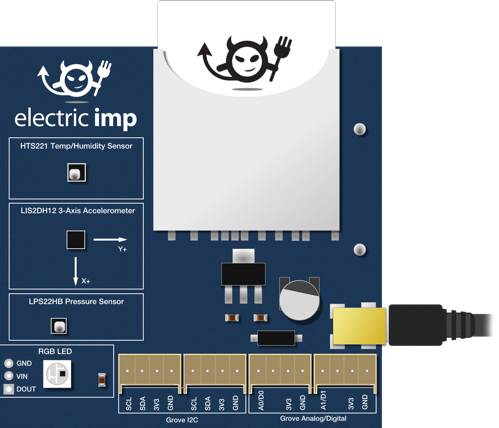 electric imp
HTS221 Temp/Humidity Sensor
LIS2DH12 3-Axis Accelerometer
Y+
X+
LPS22HB Pressure Sensor
RGB LED
GND
VIN
DOUT
SCL SDA 3V3 GND SCL SDA 3V3 GND A0/D0 3V3 GND A1/D1 3V3 GND
Grove I2C Grove Analog/Digital